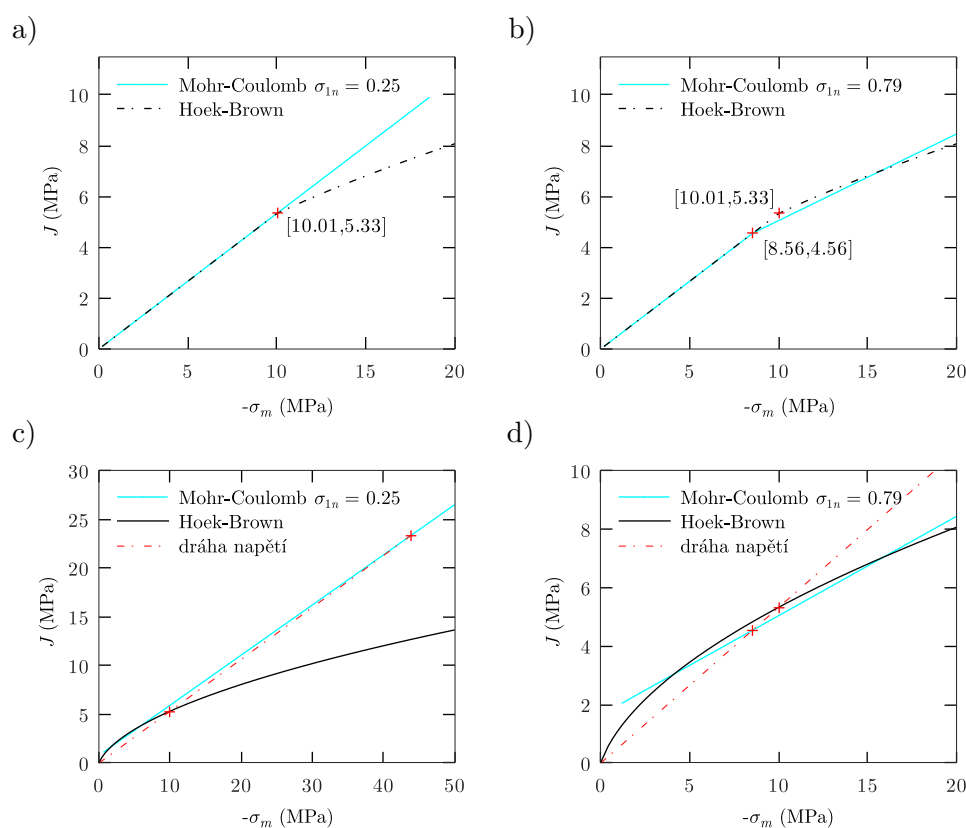 a)
Mohr-Coulomb σ1n = 0.25
Hoek-Brown
[10.01,5.33]
J (MPa)
0
2
4
6
8
10
0
5
10
15
20
-σm (MPa)
b)
Mohr-Coulomb σ1n = 0.79
Hoek-Brown
[10.01,5.33]
[8.56,4.56]
J (MPa)
0
2
4
6
8
10
0
5
10
15
20
-σm (MPa)
c)
Mohr-Coulomb σ1n = 0.25
Hoek-Brown
dráha napětí
J (MPa)
0
5
10
15
20
25
30
0
10
20
30
40
50
-σm (MPa)
d)
Mohr-Coulomb σ1n = 0.79
Hoek-Brown
dráha napětí
J (MPa)
0
2
4
6
8
10
0
5
10
15
20
-σm (MPa)